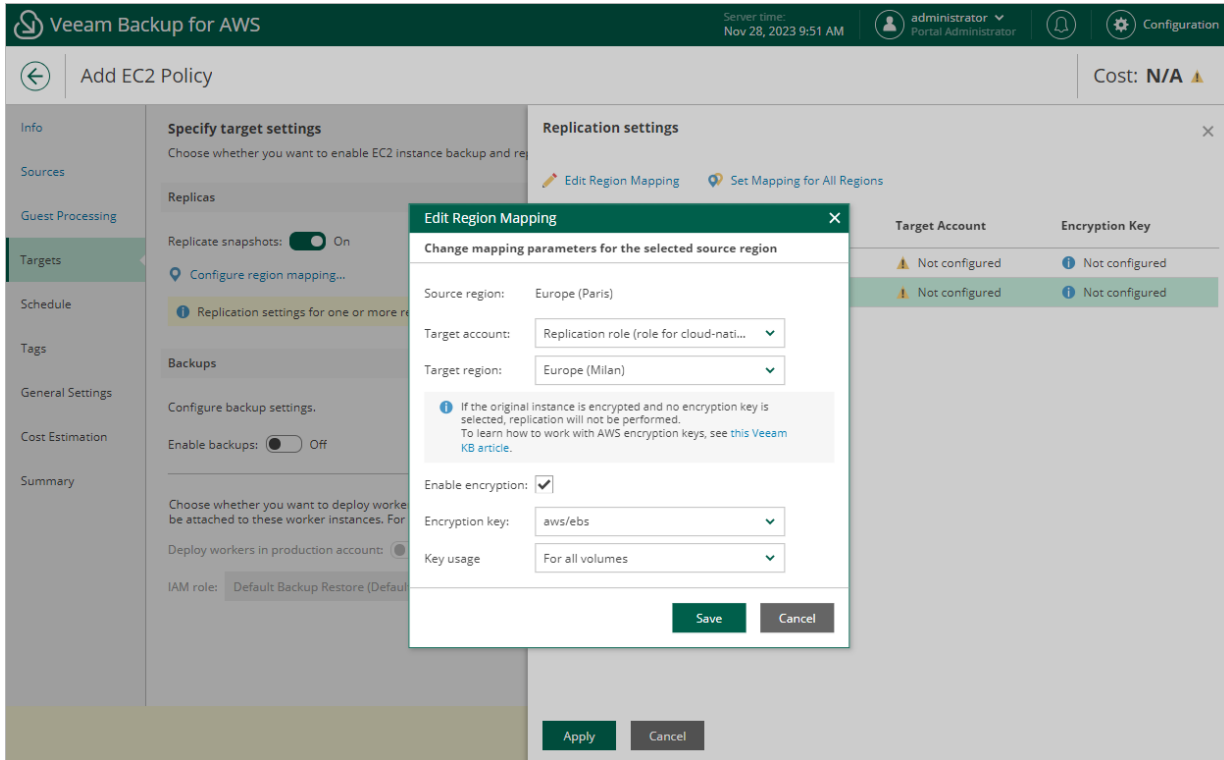 Veeam Backup for AWS
Server time:
Nov 28, 2023 9:51 AM
administrator
Portal Administrator
Configuration
Add EC2 Policy
Cost: N/A
Info
Sources
Guest Processing
Targets
Schedule
Tags
General Settings
Cost Estimation
Summary
Specify target settings
Choose whether you want to enable EC2 instance backup and
Replicas
Replicate snapshots: On
Configure region mapping...
Replication settings for one or more
Backups
Configure backup settings.
Enable backups: Off
Choose whether you want to deploy
be attached to these worker instances. For
Deploy workers in production account:
IAM role: Default Backup Restore
Replication settings
Edit Region Mapping
Set Mapping for All Regions
Target Account
Encryption Key
Not configured
Not configured
Not configured
Not configured
Apply
Cancel
Edit Region Mapping
Change mapping parameters for the selected source region
Source region: Europe (Paris)
Target account: Replication role (role for cloud-nati...
Target region: Europe (Milan)
If the original instance is encrypted and no encryption key is
selected, replication will not be performed.
To learn how to work with AWS encryption keys, see this Veeam
KB article.
Enable encryption:
Encryption key: aws/ebs
Key usage For all volumes
Save
Cancel